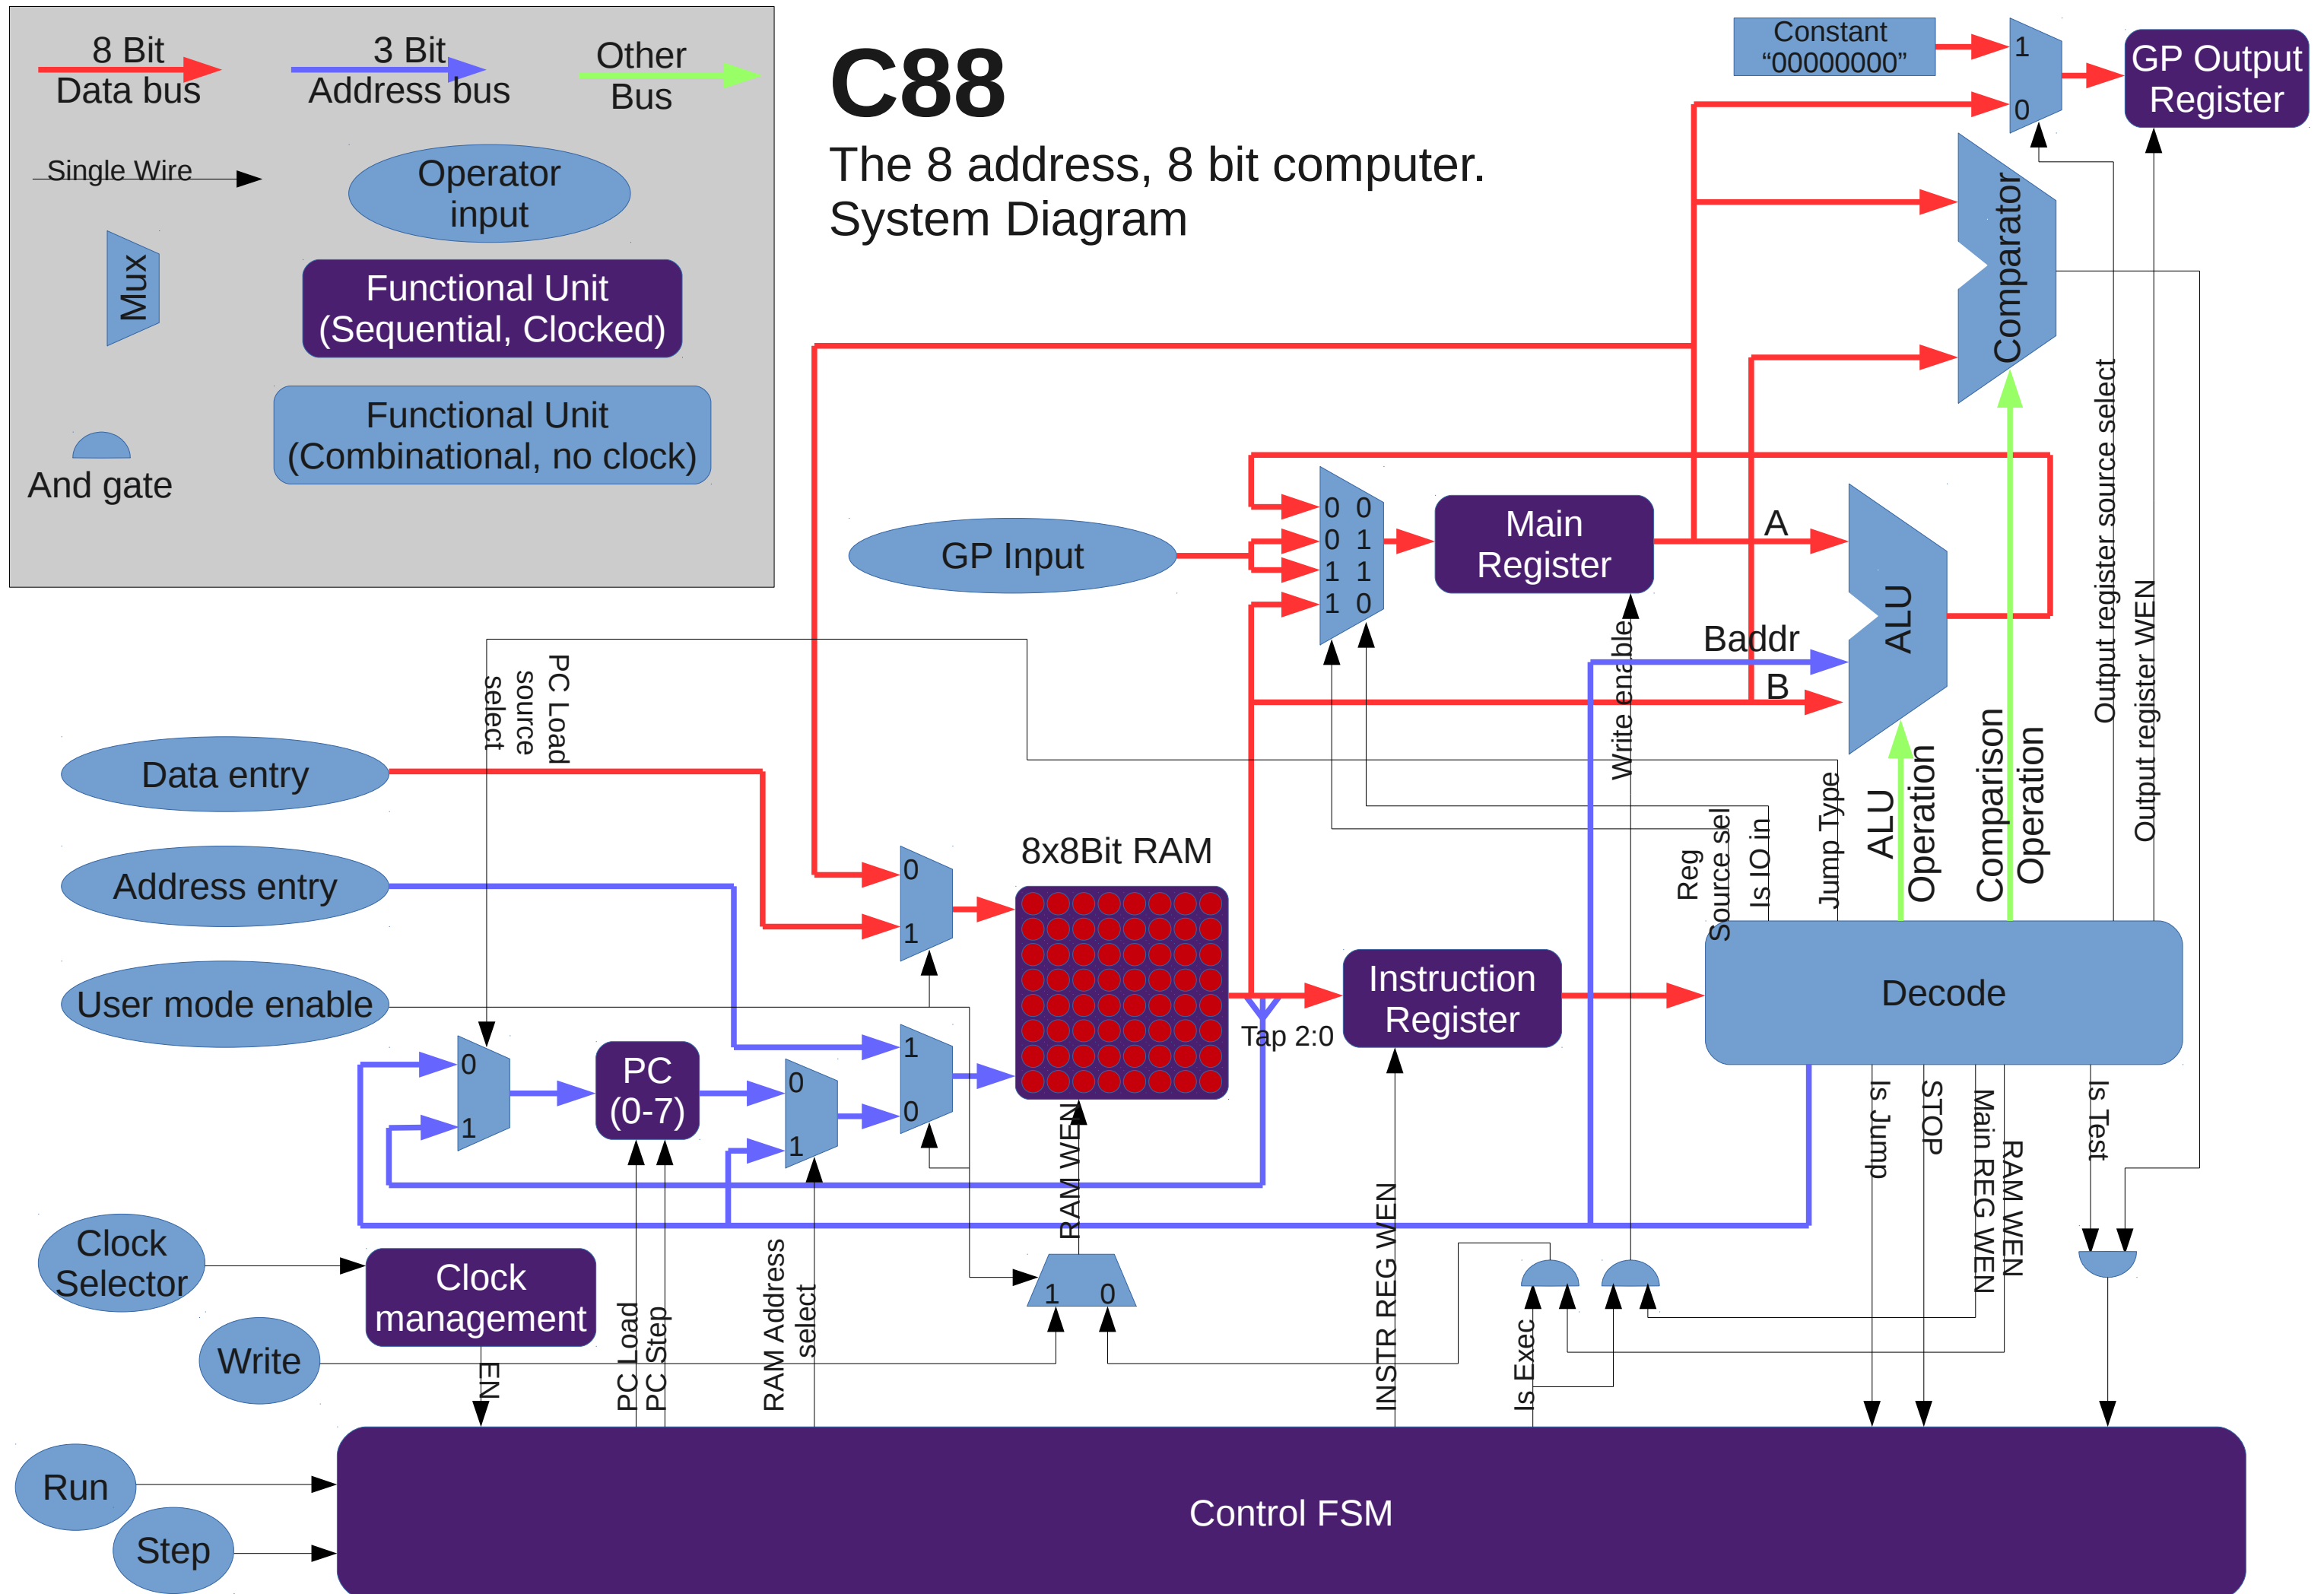 8 Bit
Data bus
3 Bit
Address bus
Other
Bus
Single Wire
Operator
input
Mux
Functional Unit
(Sequential, Clocked)
Functional Unit
(Combinational, no clock)
And gate
C88
The 8 address, 8 bit computer.
System Diagram
Constant
“00000000”
1
0
GP Output
Register
Comparator
Output register source select
Output register WEN
GP Input
0 0
0 1
1 1
1 0
Main
Register
A
Baddr
B
ALU
Write enable
PC Load
source
select
Data entry
Address entry
User mode enable
0
1
8x8Bit RAM
Reg
Source sel
Is IO in
Jump Type
ALU
Operation
Comparison
Operation
Instruction
Register
Decode
Tap 2:0
0
1
PC
(0-7)
0
1
1
0
RAM WEN
INSTR REG WEN
Is Jump
STOP
Main REG WEN
RAM WEN
Is Test
Clock
Selector
Clock
management
Write
EN
PC Load
PC Step
RAM Address
select
1 0
Is Exec
Run
Step
Control FSM